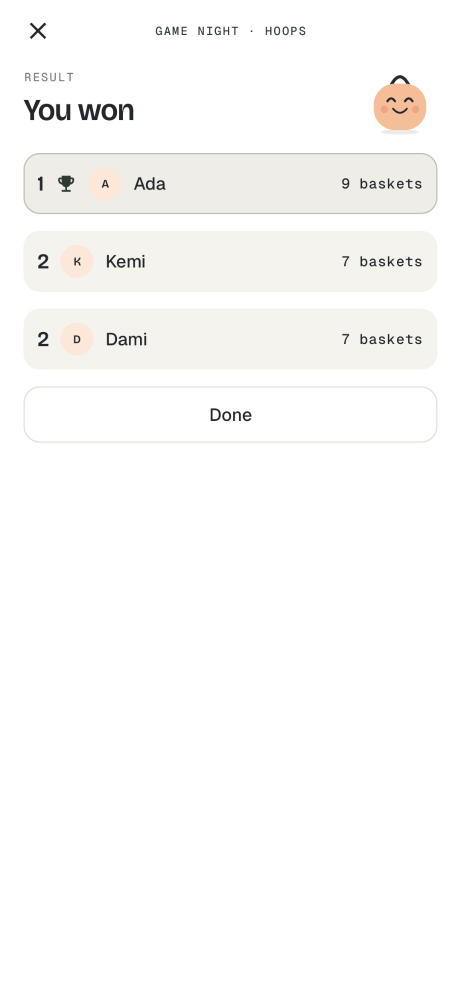 GAME NIGHT · HOOPS
RESULT
You won
1 A Ada 9 baskets
2 K Kemi 7 baskets
2 D Dami 7 baskets
Done